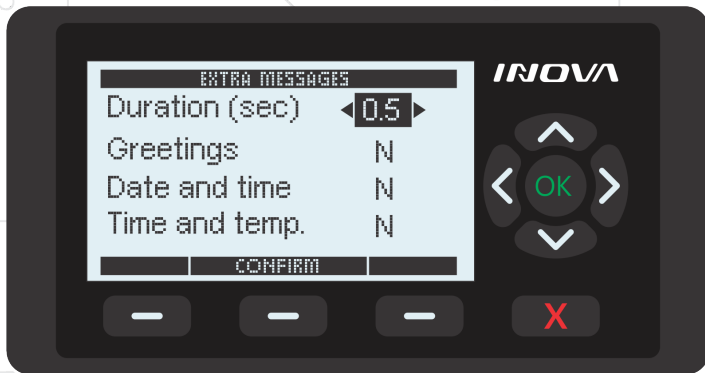 INOVA
EXTRA MESSAGES
Duration (sec) 0.5
Greetings N
Date and time N
Time and temp. N
CONFIRM
OK
X